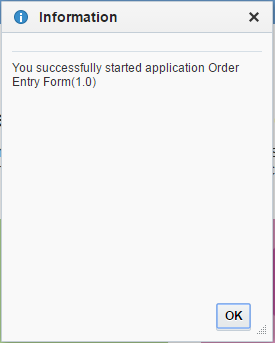 Information
You successfully started application Order
Entry Form(1.0)
OK